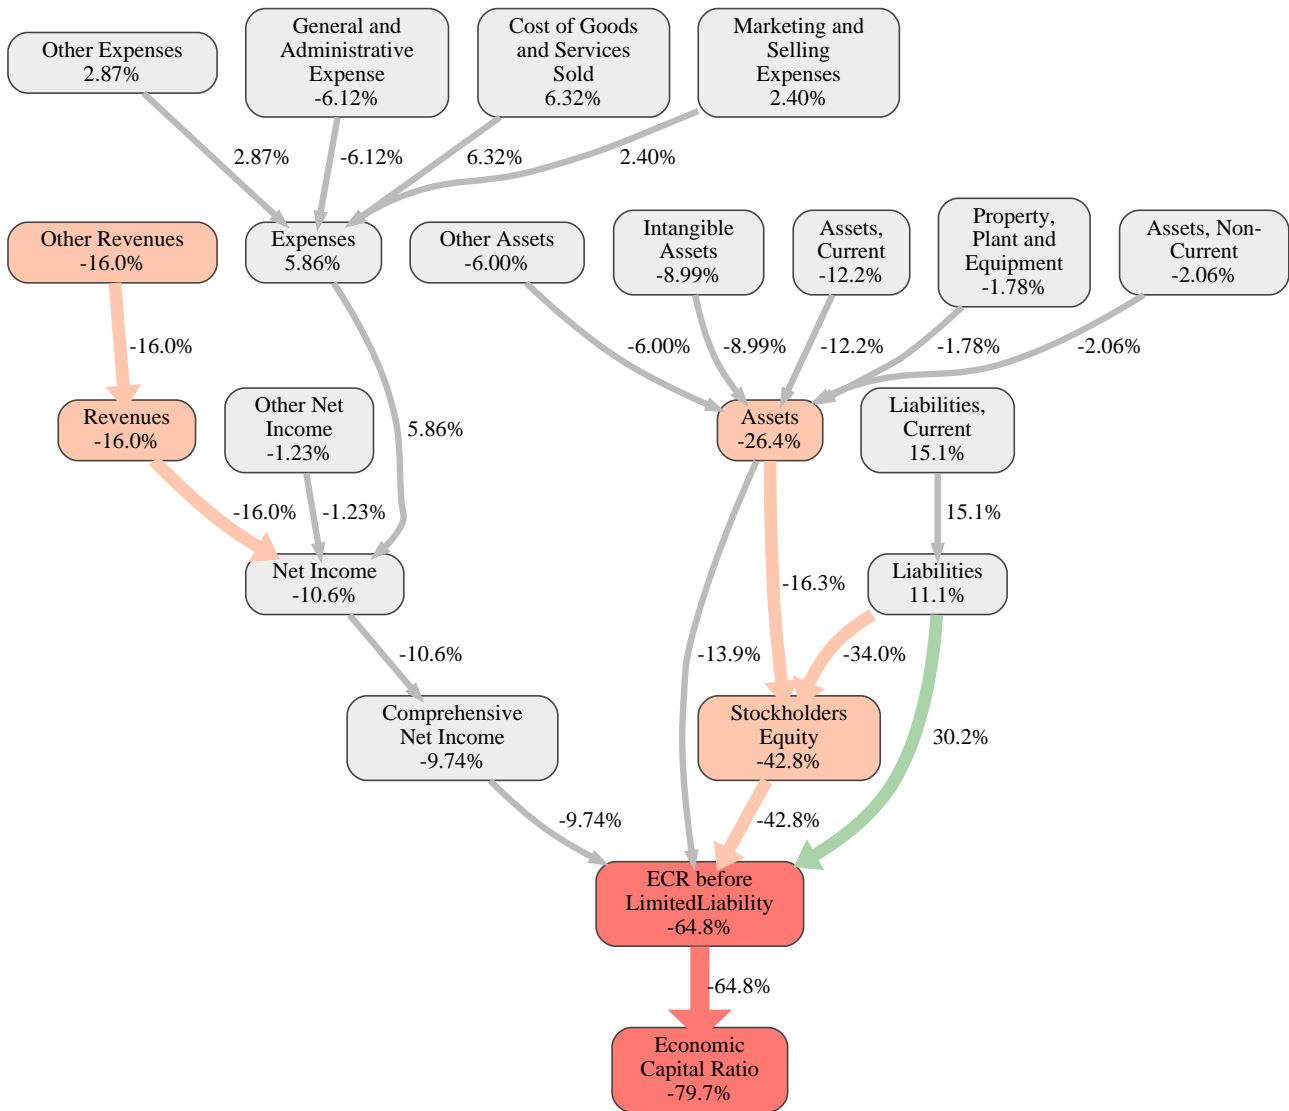 Other Expenses
2.87%
General and
Administrative
Expense
-6.12%
Cost of Goods
and Services
Sold
6.32%
Marketing and
Selling
Expenses
2.40%
2.87%
-6.12%
6.32%
2.40%
Other Revenues
-16.0%
Expenses
5.86%
Other Assets
-6.00%
Intangible
Assets
-8.99%
Assets,
Current
-12.2%
Property,
Plant and
Equipment
-1.78%
Assets, Non-
Current
-2.06%
-16.0%
-6.00%
-8.99%
-12.2%
-1.78%
-2.06%
Revenues
-16.0%
Other Net
Income
-1.23%
5.86%
Assets
-26.4%
Liabilities,
Current
15.1%
-16.0%
-1.23%
15.1%
Net Income
-10.6%
-16.3%
Liabilities
11.1%
-10.6%
-13.9%
-34.0%
Comprehensive
Net Income
-9.74%
Stockholders
Equity
-42.8%
30.2%
-9.74%
-42.8%
ECR before
LimitedLiability
-64.8%
-64.8%
Economic
Capital Ratio
-79.7%